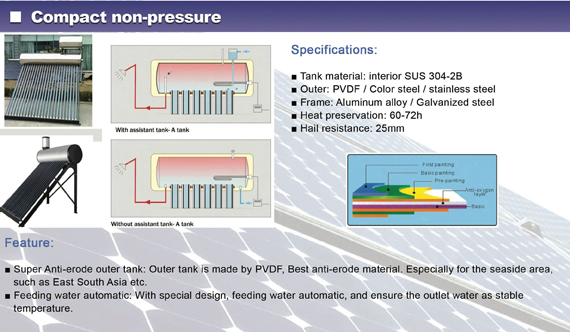 ■ Compact non-pressure
With assistant tank- A tank
Without assistant tank- A tank
Specifications:
■ Tank material: interior SUS 304-2B
■ Outer: PVDF / Color steel / stainless steel
■ Frame: Aluminum alloy / Galvanized steel
■ Heat preservation: 60-72h
■ Hail resistance: 25mm
First painting
Basic painting
Pre-painting
Anti-oxygen
layer
Basic
Feature:
■ Super Anti-erode outer tank: Outer tank is made by PVDF, Best anti-erode material. Especially for the seaside area,
such as East South Asia etc.
■ Feeding water automatic: With special design, feeding water automatic, and ensure the outlet water as stable
temperature.